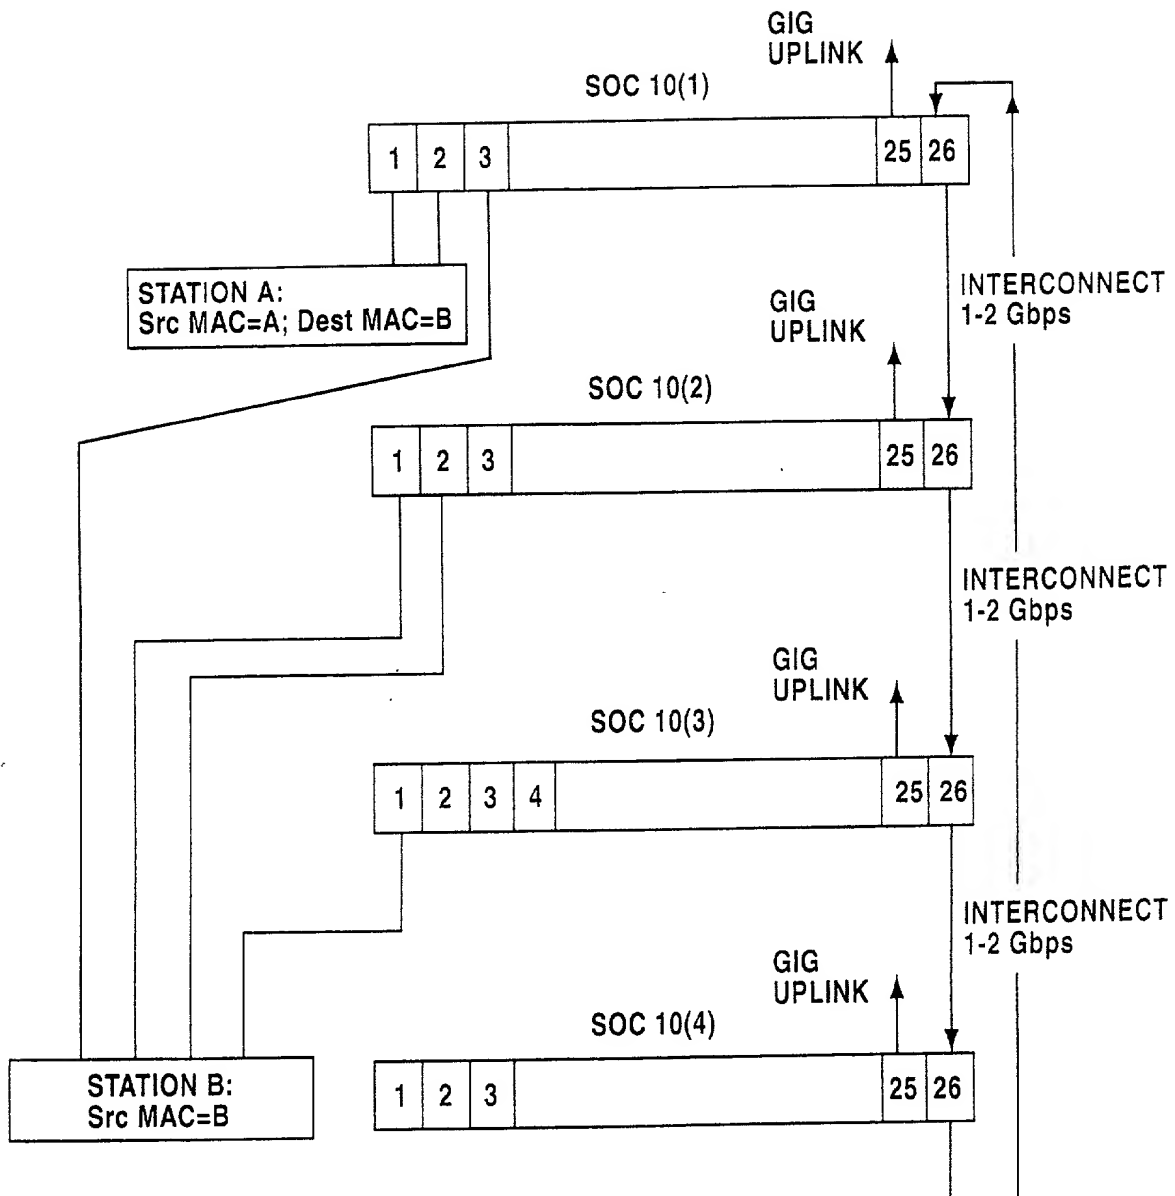 GIG
UPLINK
SOC 10(1)
1 2 3 25 26
STATION A:
Src MAC=A; Dest MAC=B
INTERCONNECT
1-2 Gbps
GIG
UPLINK
SOC 10(2)
1 2 3 25 26
INTERCONNECT
1-2 Gbps
GIG
UPLINK
SOC 10(3)
1 2 3 4 25 26
INTERCONNECT
1-2 Gbps
GIG
UPLINK
SOC 10(4)
1 2 3 25 26
STATION B:
Src MAC=B